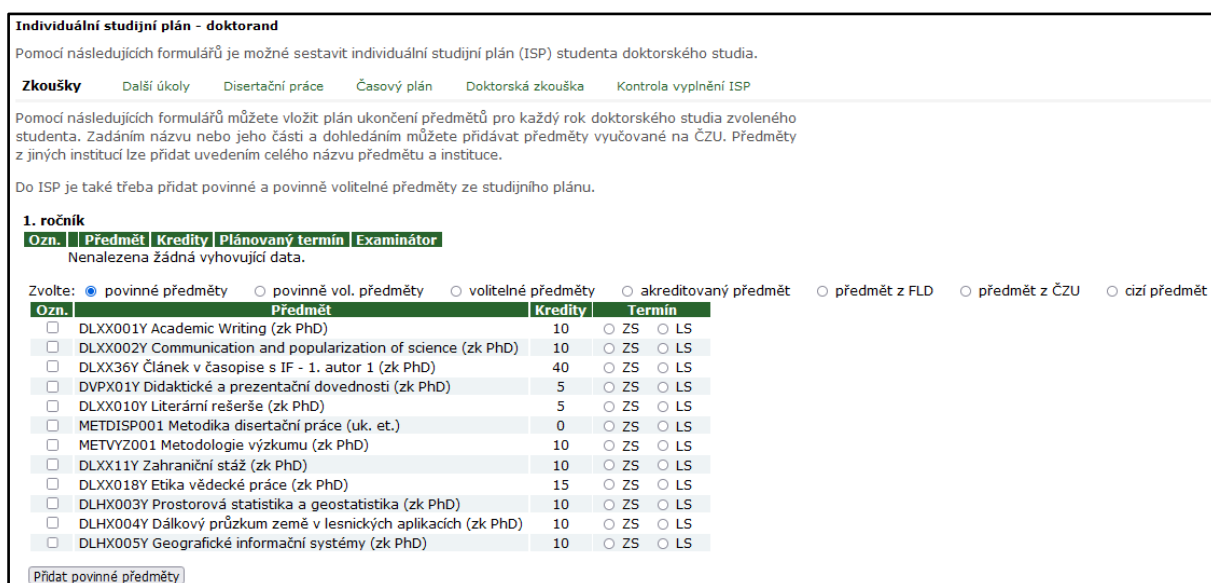 Individuální studijní plán - doktorand
Pomocí následujících formulářů je možné sestavit individuální studijní plán (ISP) studenta doktorského studia.
Zkoušky Další úkoly Disertační práce Časový plán Doktorská zkouška Kontrola vyplnění ISP
Pomocí následujících formulářů můžete vložit plán ukončení předmětů pro každý rok doktorského studia zvoleného
studenta. Zadáním názvu nebo jeho části a dohledáním můžete přidávat předměty vyučované na ČZU. Předměty
z jiných institucí lze přidat uvedením celého názvu předmětu a instituce.
Do ISP je také třeba přidat povinné a povinně volitelné předměty ze studijního plánu.
1. ročník
Ozn. Předmět Kredity Plánovaný termín Examinátor
Nenalezena žádná vyhovující data.
Zvolte: povinné předměty povinně vol. předměty volitelné předměty akreditovaný předmět předmět z FLD předmět z ČZU cizí předmět
Ozn. Předmět Kredity Termín
DLXX001Y Academic Writing (zk PhD) 10 ZS LS
DLXX002Y Communication and popularization of science (zk PhD) 10 ZS LS
DLXX36Y Článek v časopise s IF - 1. autor 1 (zk PhD) 40 ZS LS
DVPX01Y Didaktické a prezentační dovednosti (zk PhD) 5 ZS LS
DLXX010Y Literární rešerše (zk PhD) 5 ZS LS
METDISP001 Metodika disertační práce (uk. et.) 0 ZS LS
METVYZ001 Metodologie výzkumu (zk PhD) 10 ZS LS
DLXX11Y Zahraniční stáž (zk PhD) 10 ZS LS
DLXX018Y Etika vědecké práce (zk PhD) 15 ZS LS
DLHX003Y Prostorová statistika a geostatistika (zk PhD) 10 ZS LS
DLHX004Y Dálkový průzkum země v lesnických aplikacích (zk PhD) 10 ZS LS
DLHX005Y Geografické informační systémy (zk PhD) 10 ZS LS
Přidat povinné předměty